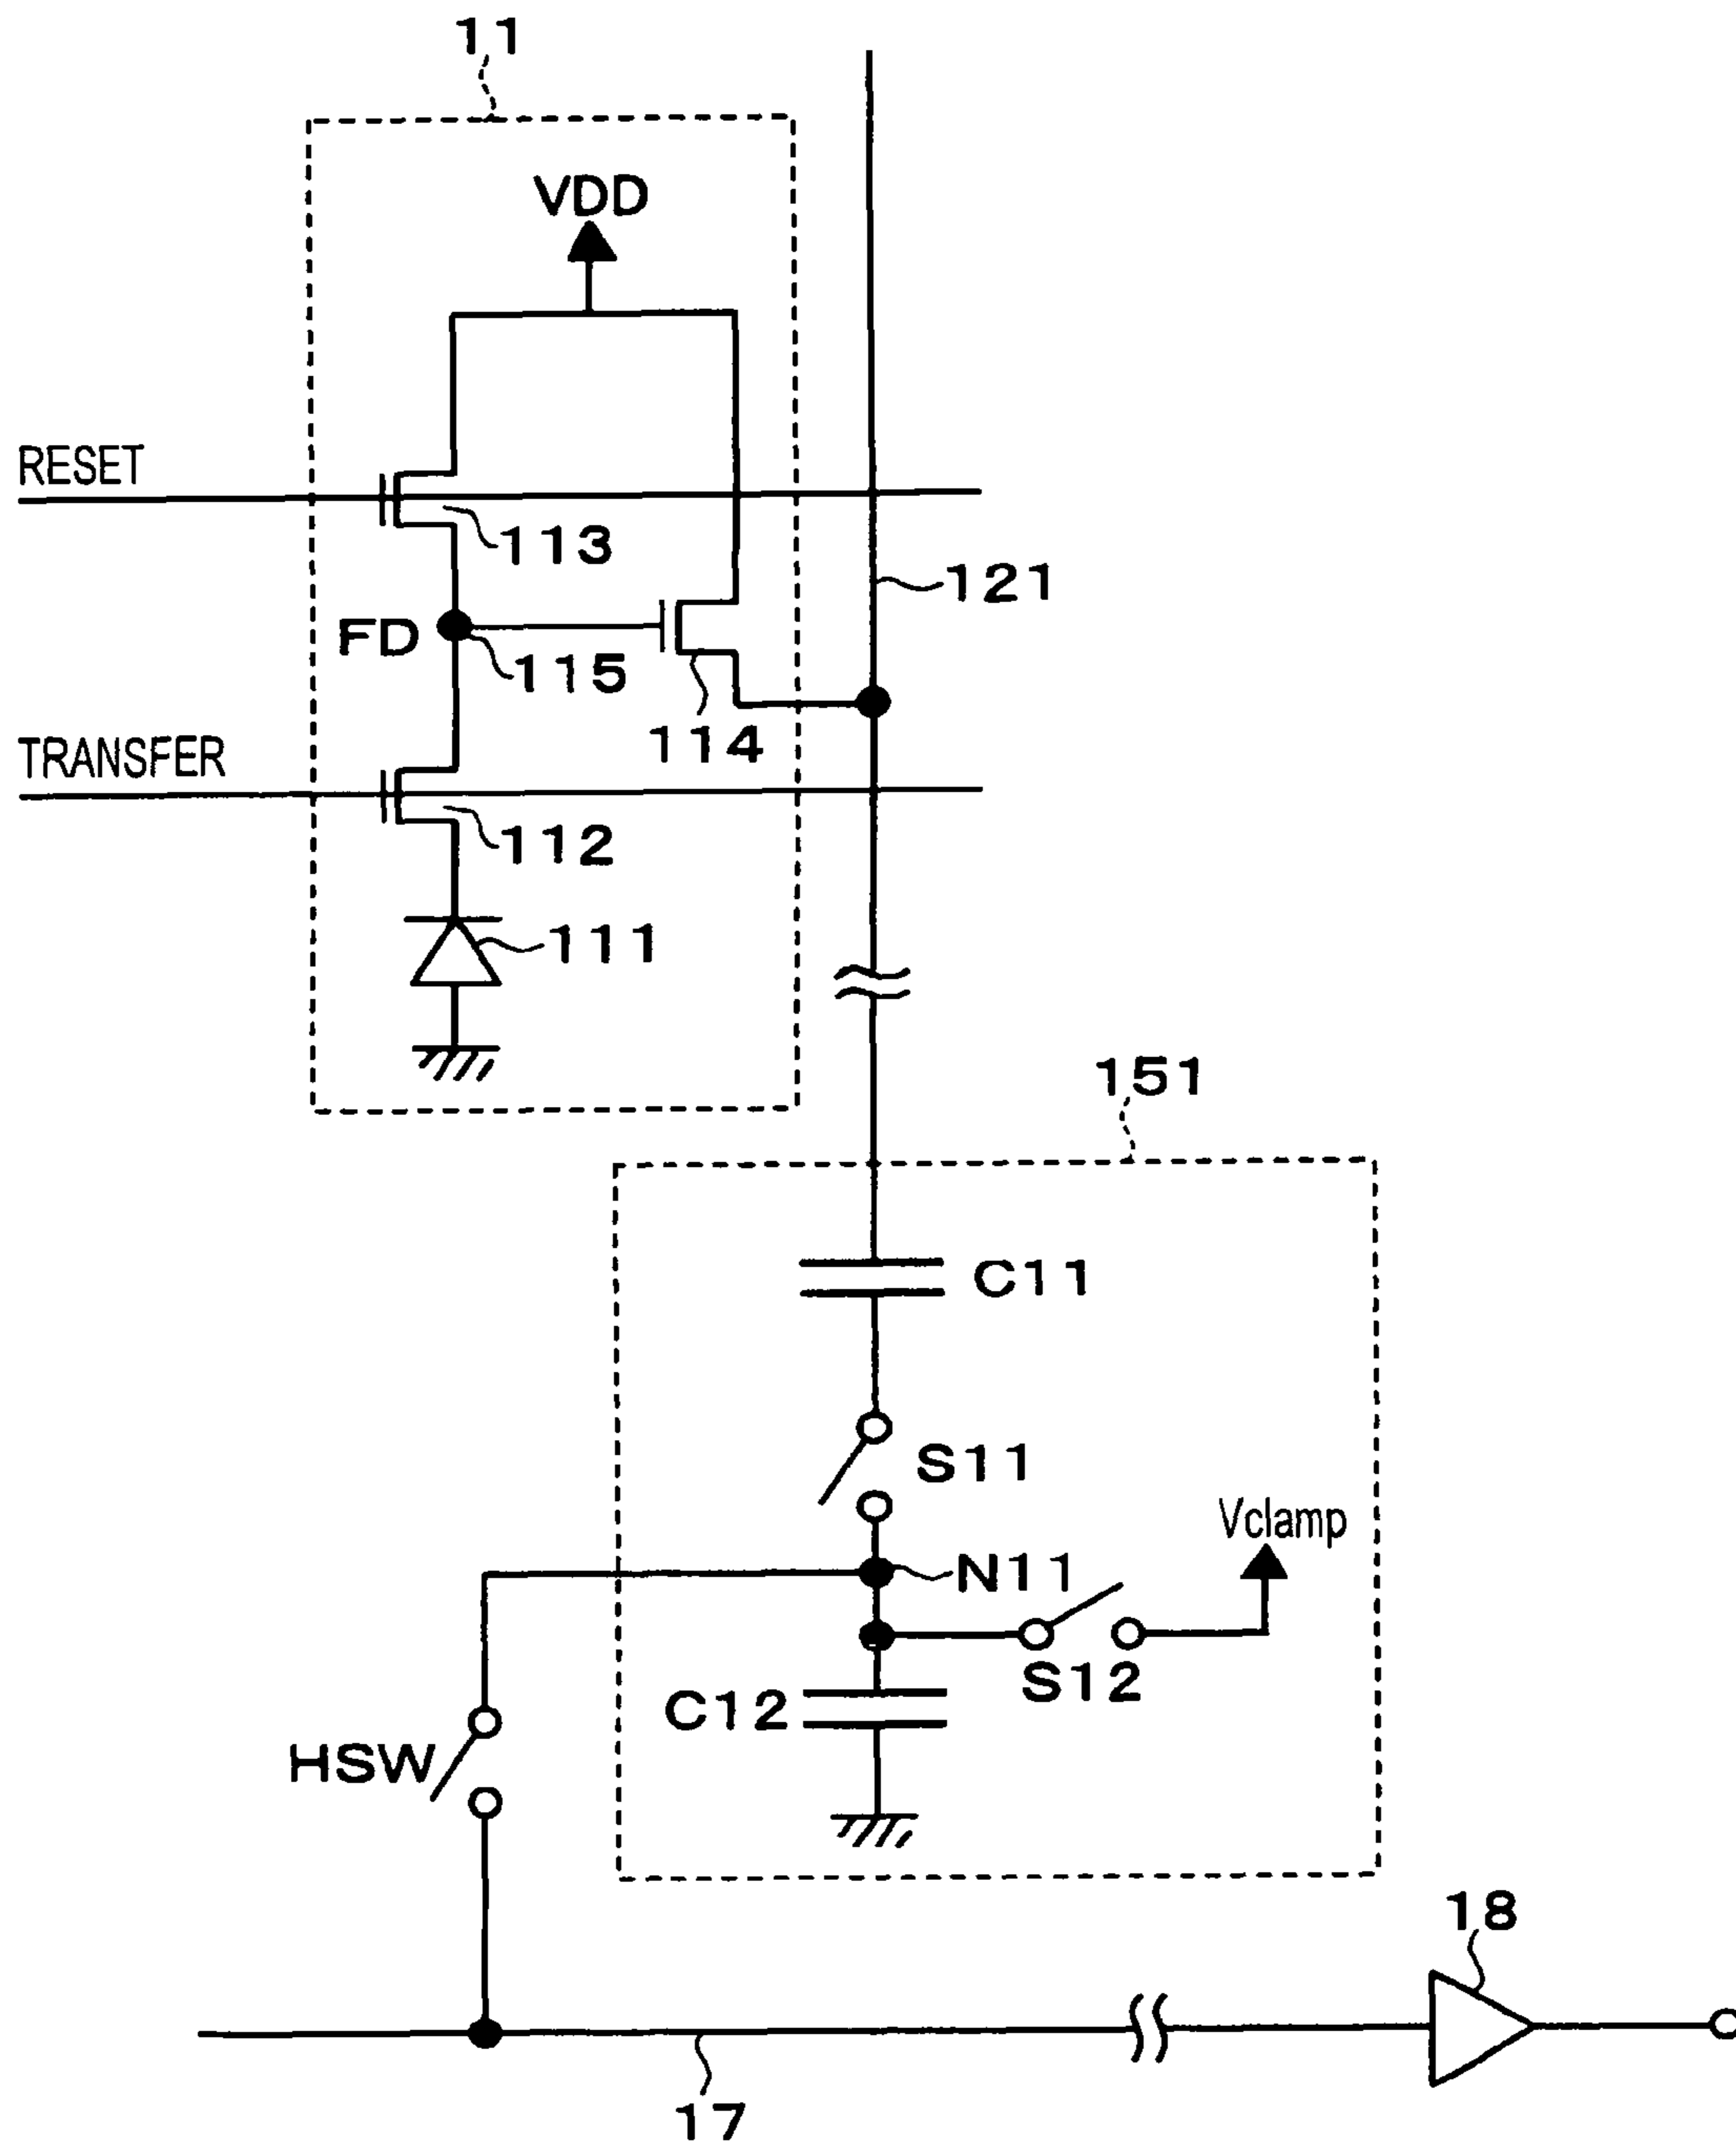 11
VDD
RESET
113
121
FD
115
114
TRANSFER
112
111
151
C11
S11
Vclamp
N11
S12
C12
HSW
18
17